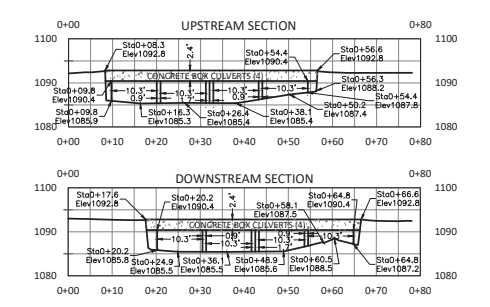 0+00 UPSTREAM SECTION 0+80
1100 1100
Sta0+08.3
Elev1092.8
2.4'
Sta0+54.4
Elev1090.4
Sta0+56.6
Elev1092.8
CONCRETE BOX CULVERTS (4)
1090 1090
Sta0+09.8
Elev1090.4
10.3' 10.3' 10.3' 10.3'
0.9' 0.9'
Sta0+56.3
Elev1088.2
Sta0+54.4
Elev1087.8
Sta0+09.8
Elev1085.9
Sta0+16.3
Elev1085.3
Sta0+26.4
Elev1085.4
Sta0+38.1
Elev1085.4
Sta0+50.2
Elev1087.4
1080 1080
0+00 0+10 0+20 0+30 0+40 0+50 0+60 0+70 0+80
0+00 DOWNSTREAM SECTION 0+80
1100 1100
Sta0+17.6
Elev1092.8
Sta0+20.2
Elev1090.4
2.4'
Sta0+58.1
Elev1087.5
Sta0+64.8
Elev1090.4
Sta0+66.6
Elev1092.8
CONCRETE BOX CULVERTS (4)
1090 1090
10.3' 0.9' 10.3' 10.3' 0.9' 10.3'
1.7'
Sta0+20.2
Elev1085.8
Sta0+24.9
Elev1085.5
Sta0+36.1
Elev1085.5
Sta0+48.9
Elev1085.6
Sta0+60.5
Elev1088.5
Sta0+64.8
Elev1087.2
1080 1080
0+00 0+10 0+20 0+30 0+40 0+50 0+60 0+70 0+80